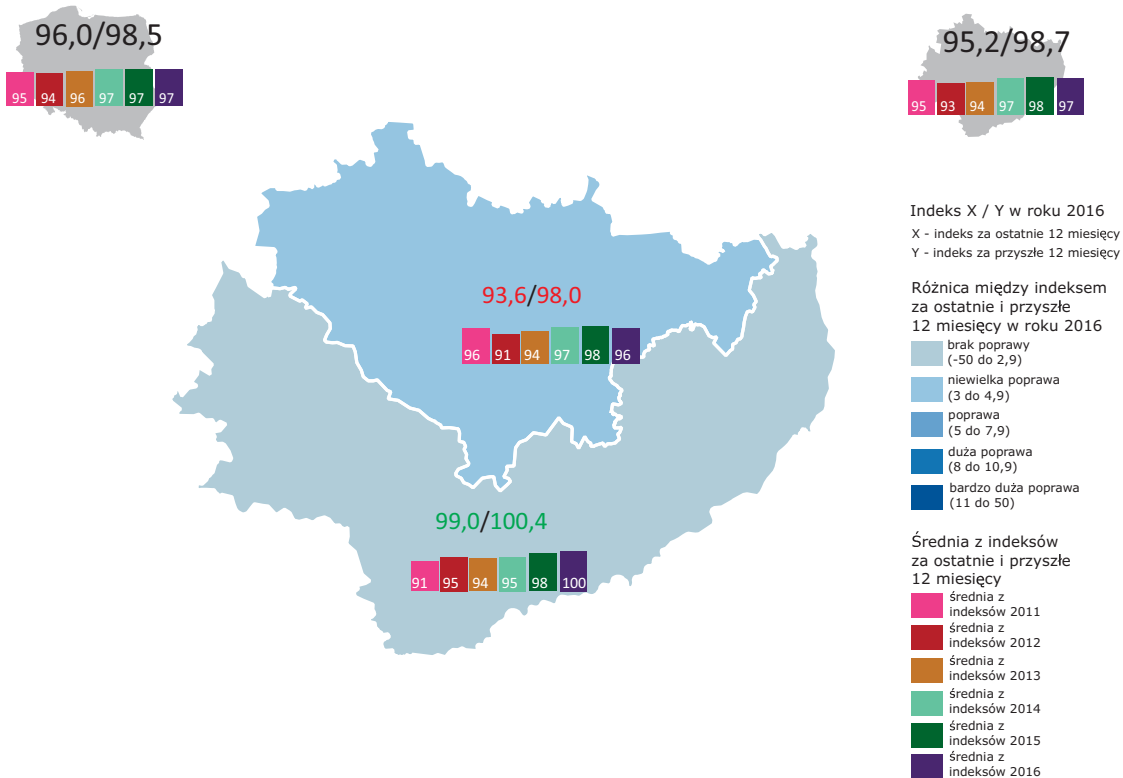 96,0/98,5
95 94 96 97 97 97
95,2/98,7
95 93 94 97 98 97
93,6/98,0
96 91 94 97 98 96
99,0/100,4
91 95 94 95 98 100
Indeks X / Y w roku 2016
X - indeks za ostatnie 12 miesięcy
Y - indeks za przyszłe 12 miesięcy
Różnica między indeksem
za ostatnie i przyszłe
12 miesięcy w roku 2016
brak poprawy
(-50 do 2,9)
niewielka poprawa
(3 do 4,9)
poprawa
(5 do 7,9)
duża poprawa
(8 do 10,9)
bardzo duża poprawa
(11 do 50)
Średnia z indeksów
za ostatnie i przyszłe
12 miesięcy
średnia z
indeksów 2011
średnia z
indeksów 2012
średnia z
indeksów 2013
średnia z
indeksów 2014
średnia z
indeksów 2015
średnia z
indeksów 2016